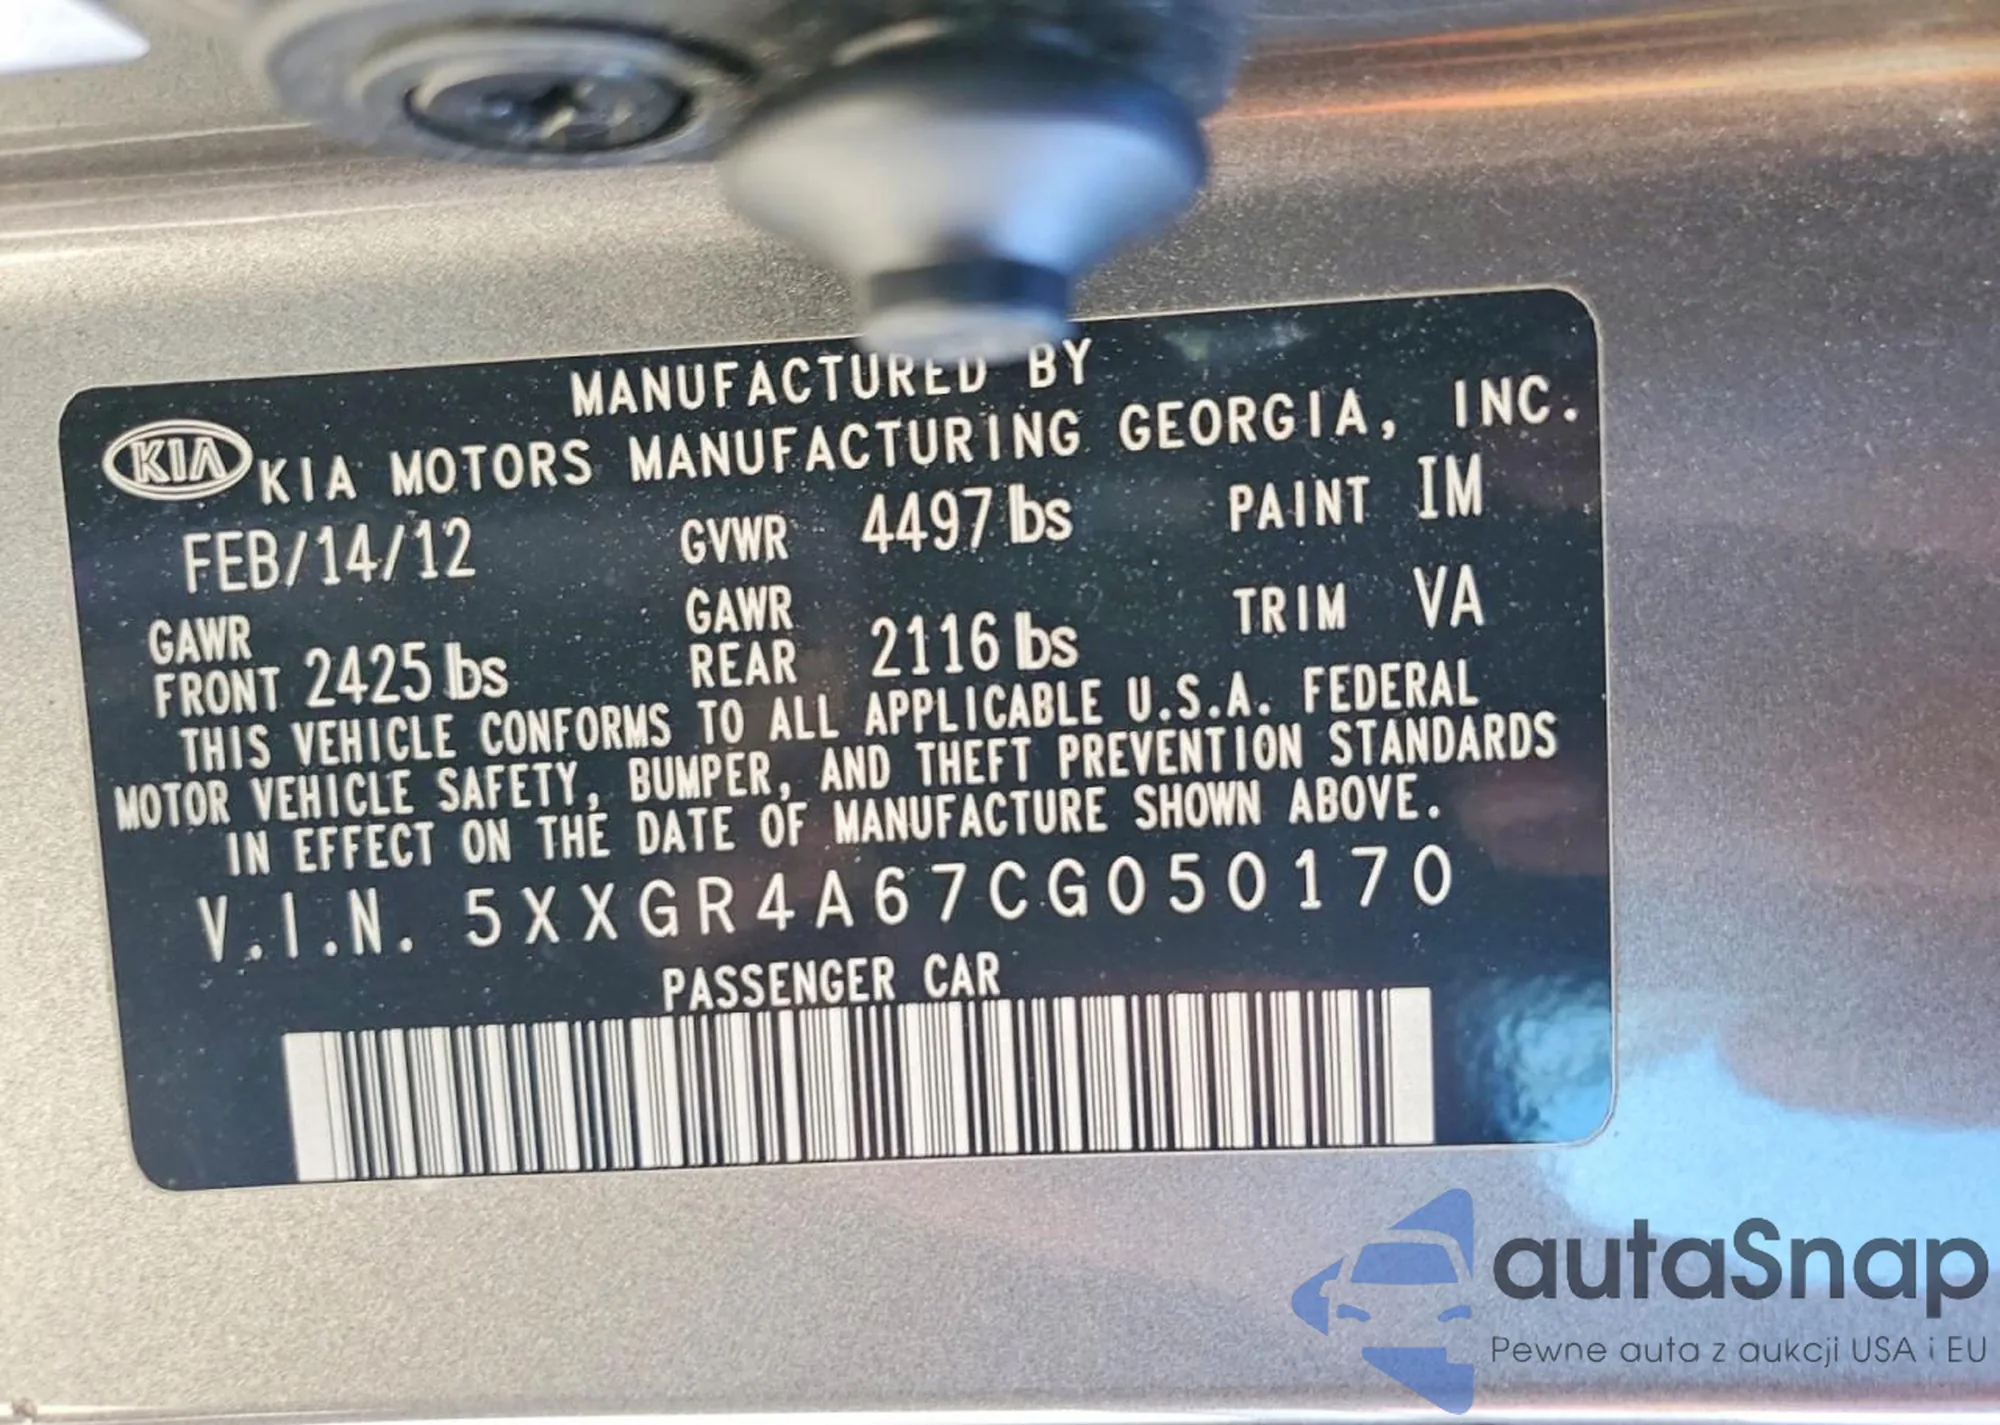 MANUFACTURED BY
KIA KIA MOTORS MANUFACTURING GEORGIA, INC.
FEB/14/12 GVWR 4497 lbs PAINT IM
GAWR FRONT 2425 lbs GAWR REAR 2116 lbs TRIM VA
THIS VEHICLE CONFORMS TO ALL APPLICABLE U.S.A. FEDERAL
MOTOR VEHICLE SAFETY, BUMPER, AND THEFT PREVENTION STANDARDS
IN EFFECT ON THE DATE OF MANUFACTURE SHOWN ABOVE.
V.I.N. 5XXGR4A67CG050170
PASSENGER CAR
autaSnap
Pewne auta z aukcji USA i EU